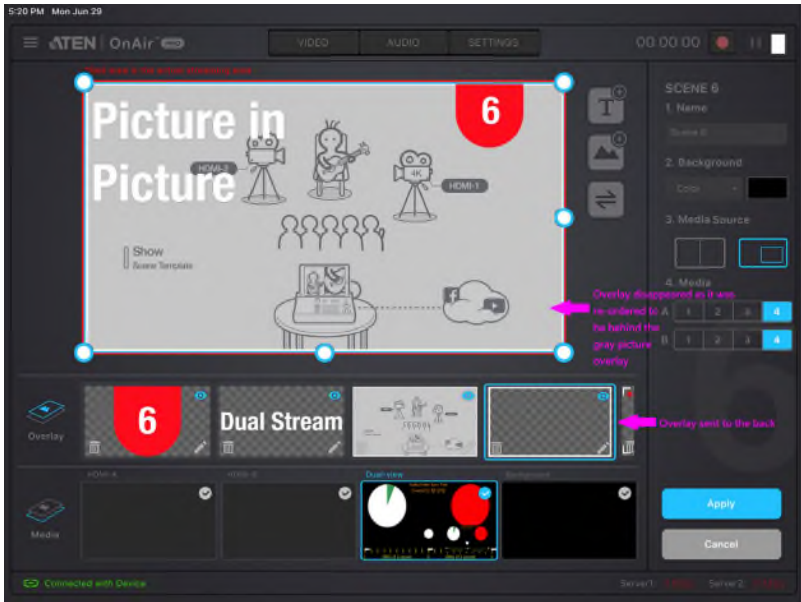 5:20 PM Mon Jun 29
ATEN OnAir PRO
VIDEO
AUDIO
SETTINGS
00:00:00
Picture in
Picture
6
HDMI-2
4K
HDMI-1
Show
Scene Template
T
SCENE 6
1. Name
Scene 6
2. Background
Color
3. Media Source
4. Media
A 1 2 3 4
B 1 2 3 4
Overlay disappeared as it was
re-ordered to
be behind the
gray picture
overlay
Overlay
6
Dual Stream
Overlay sent to the back
Media
HDMI-A
Dual-view
Background
Apply
Cancel
Connected with Device
Server1:
Server2: